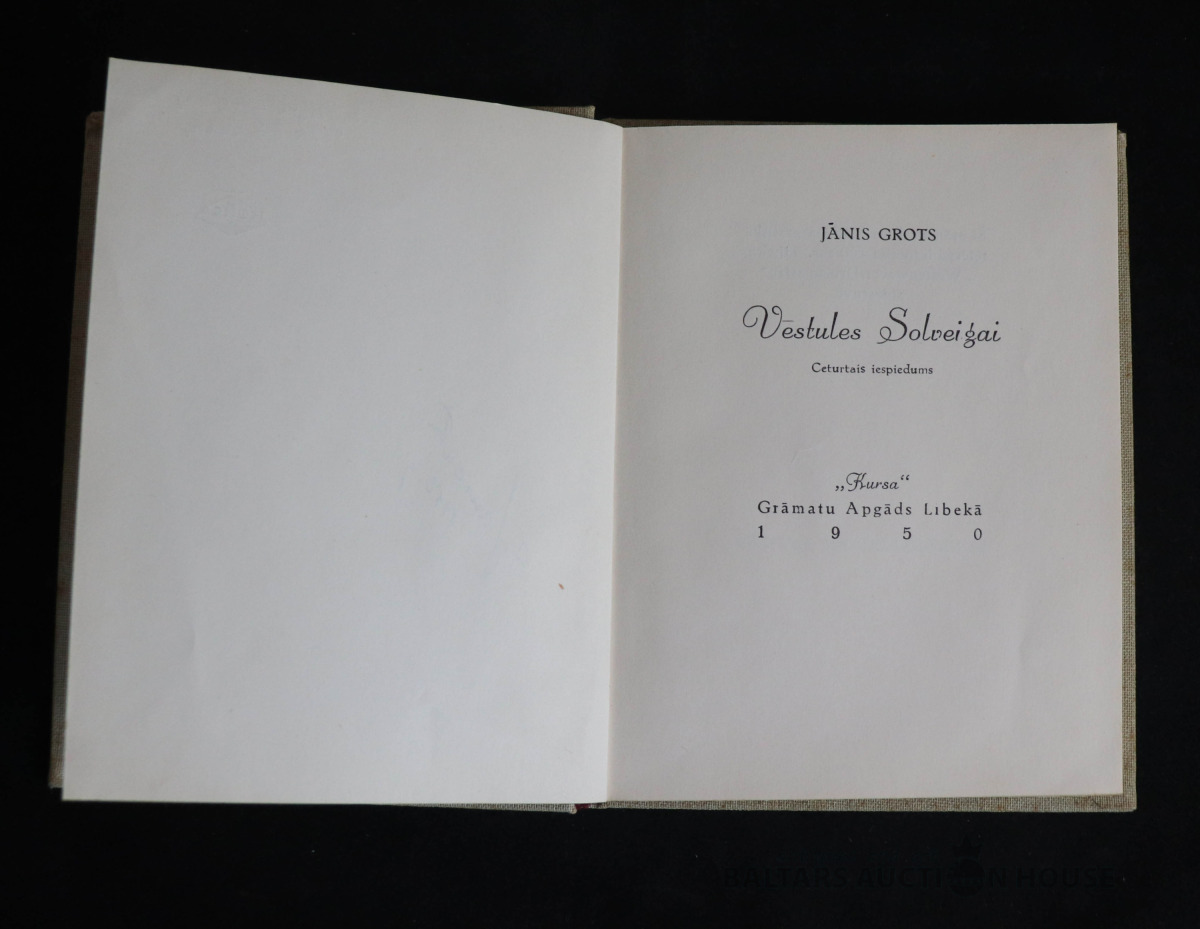 JĀNIS GROTS
Vēstules Solveigai
Ceturtais iespiedums
„Kursa“
Grāmatu Apgāds Lībekā
1 9 5 0
BALTARS AUCTION HOUSE